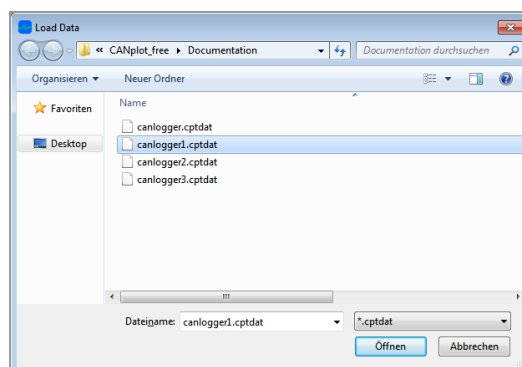 Load Data
« CANplot_free ▸ Documentation
Documentation durchsuchen
Organisieren ▾ Neuer Ordner
Favoriten
Desktop
Name
canlogger.cptdat
canlogger1.cptdat
canlogger2.cptdat
canlogger3.cptdat
Dateiname: canlogger1.cptdat
*.cptdat
Öffnen Abbrechen